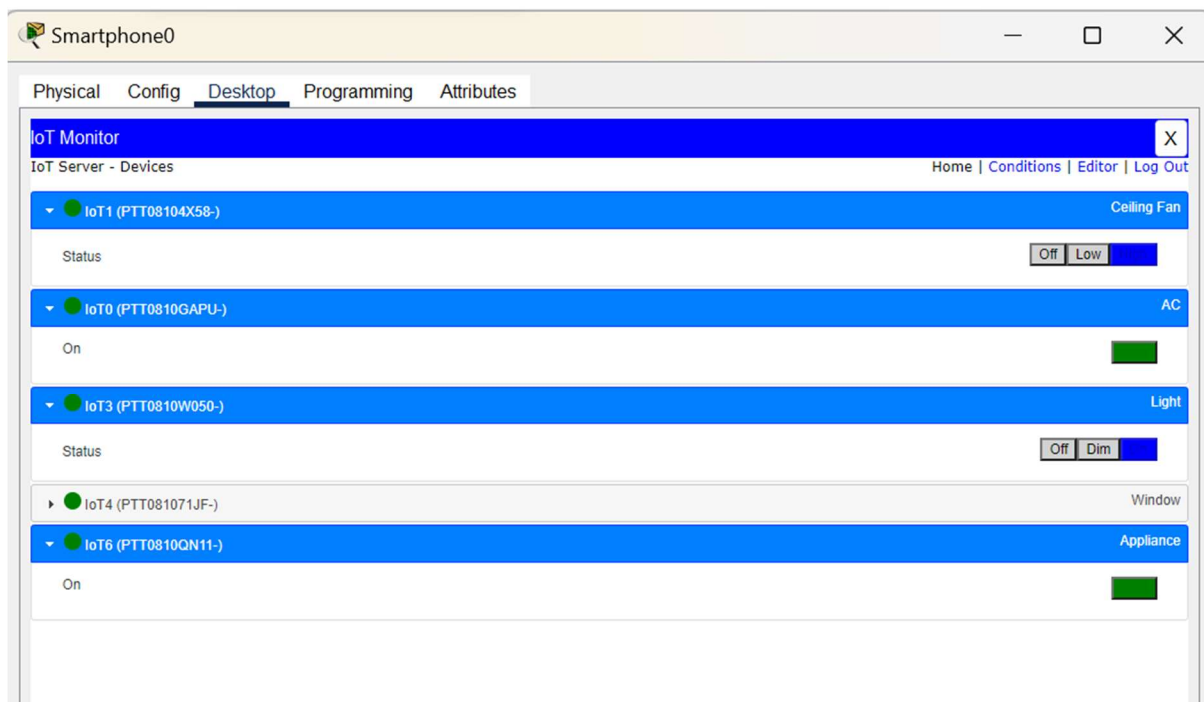 Smartphone0
Physical Config Desktop Programming Attributes
IoT Monitor X
IoT Server - Devices Home | Conditions | Editor | Log Out
IoT1 (PTT08104X58-) Ceiling Fan
Status Off Low
IoT0 (PTT0810GAPU-) AC
On
IoT3 (PTT0810W050-) Light
Status Off Dim
IoT4 (PTT081071JF-) Window
IoT6 (PTT0810QN11-) Appliance
On